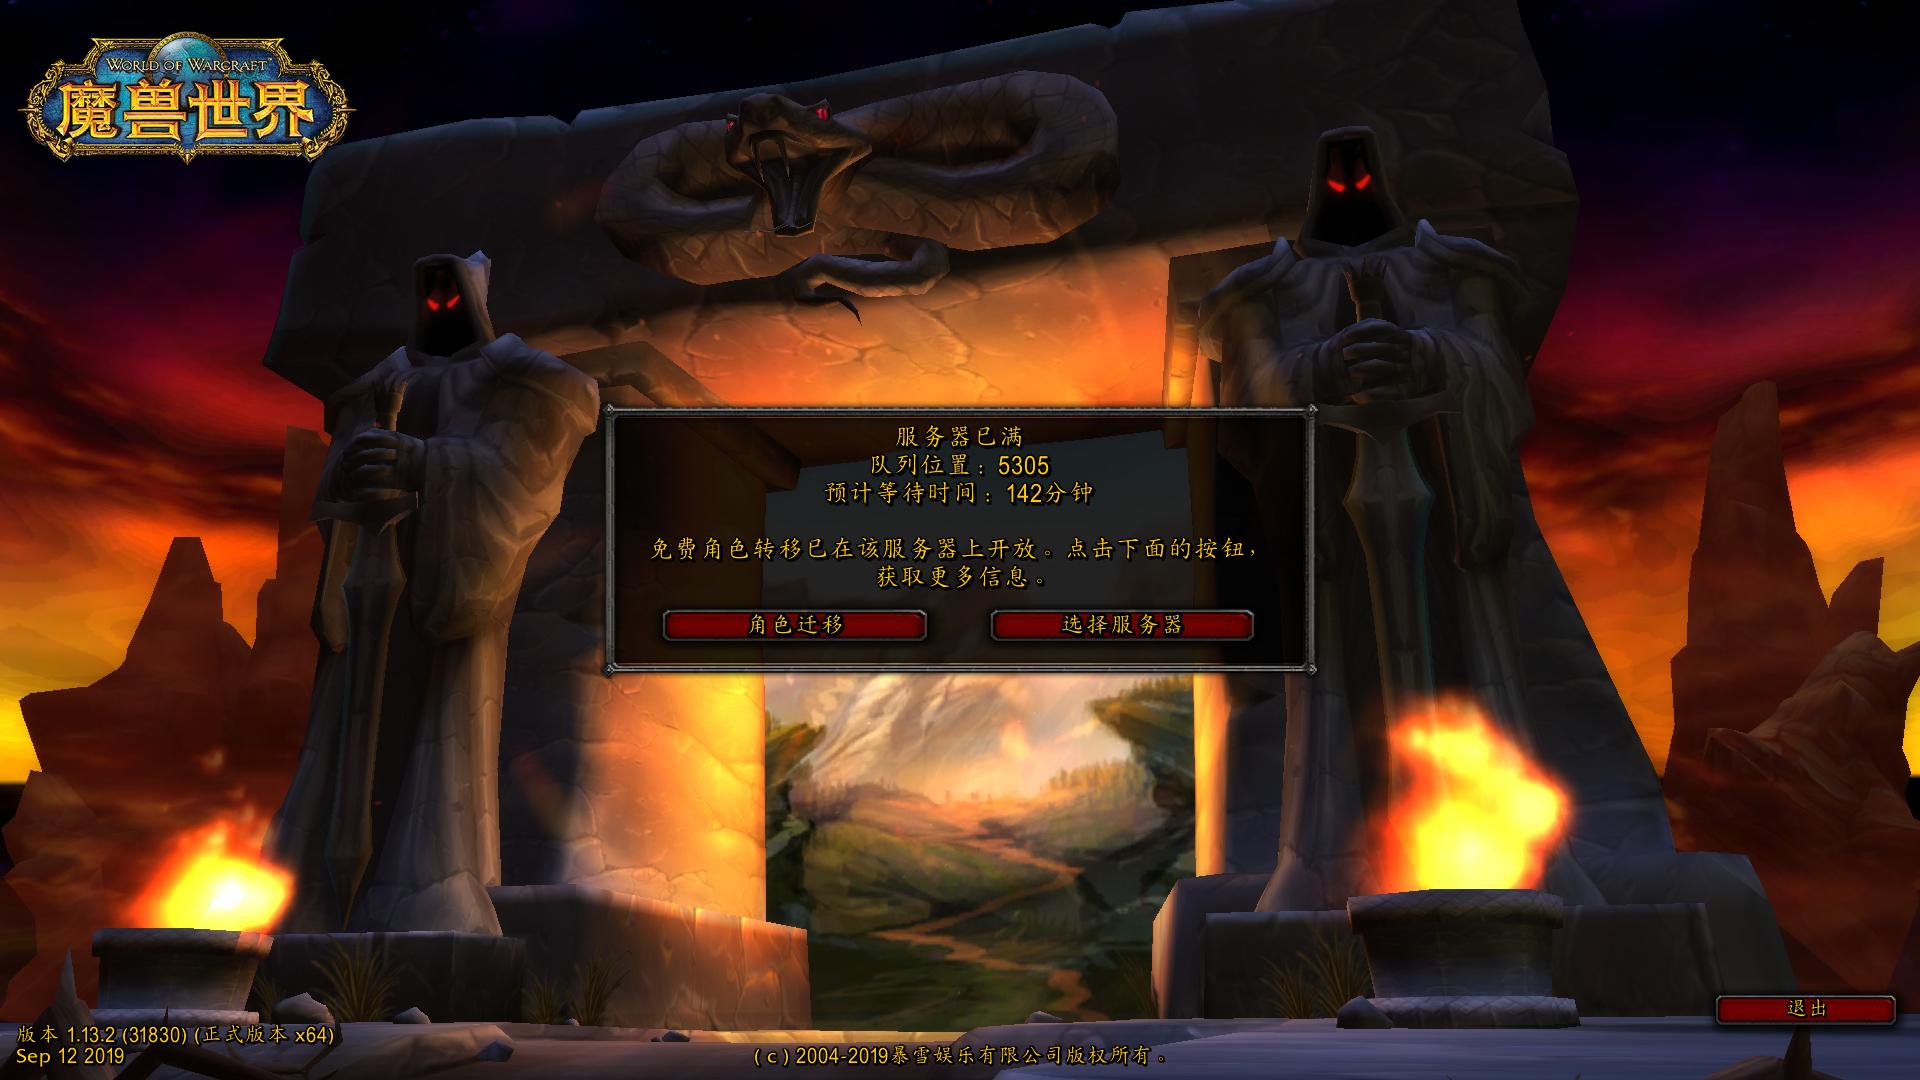 WORLD OF WARCRAFT
魔兽世界
服务器已满
队列位置：5305
预计等待时间：142分钟
免费角色转移已在该服务器上开放。点击下面的按钮，
获取更多信息。
角色迁移
选择服务器
退出
版本 1.13.2 (31830) (正式版本 x64)
Sep 12 2019
(c) 2004-2019暴雪娱乐有限公司版权所有。